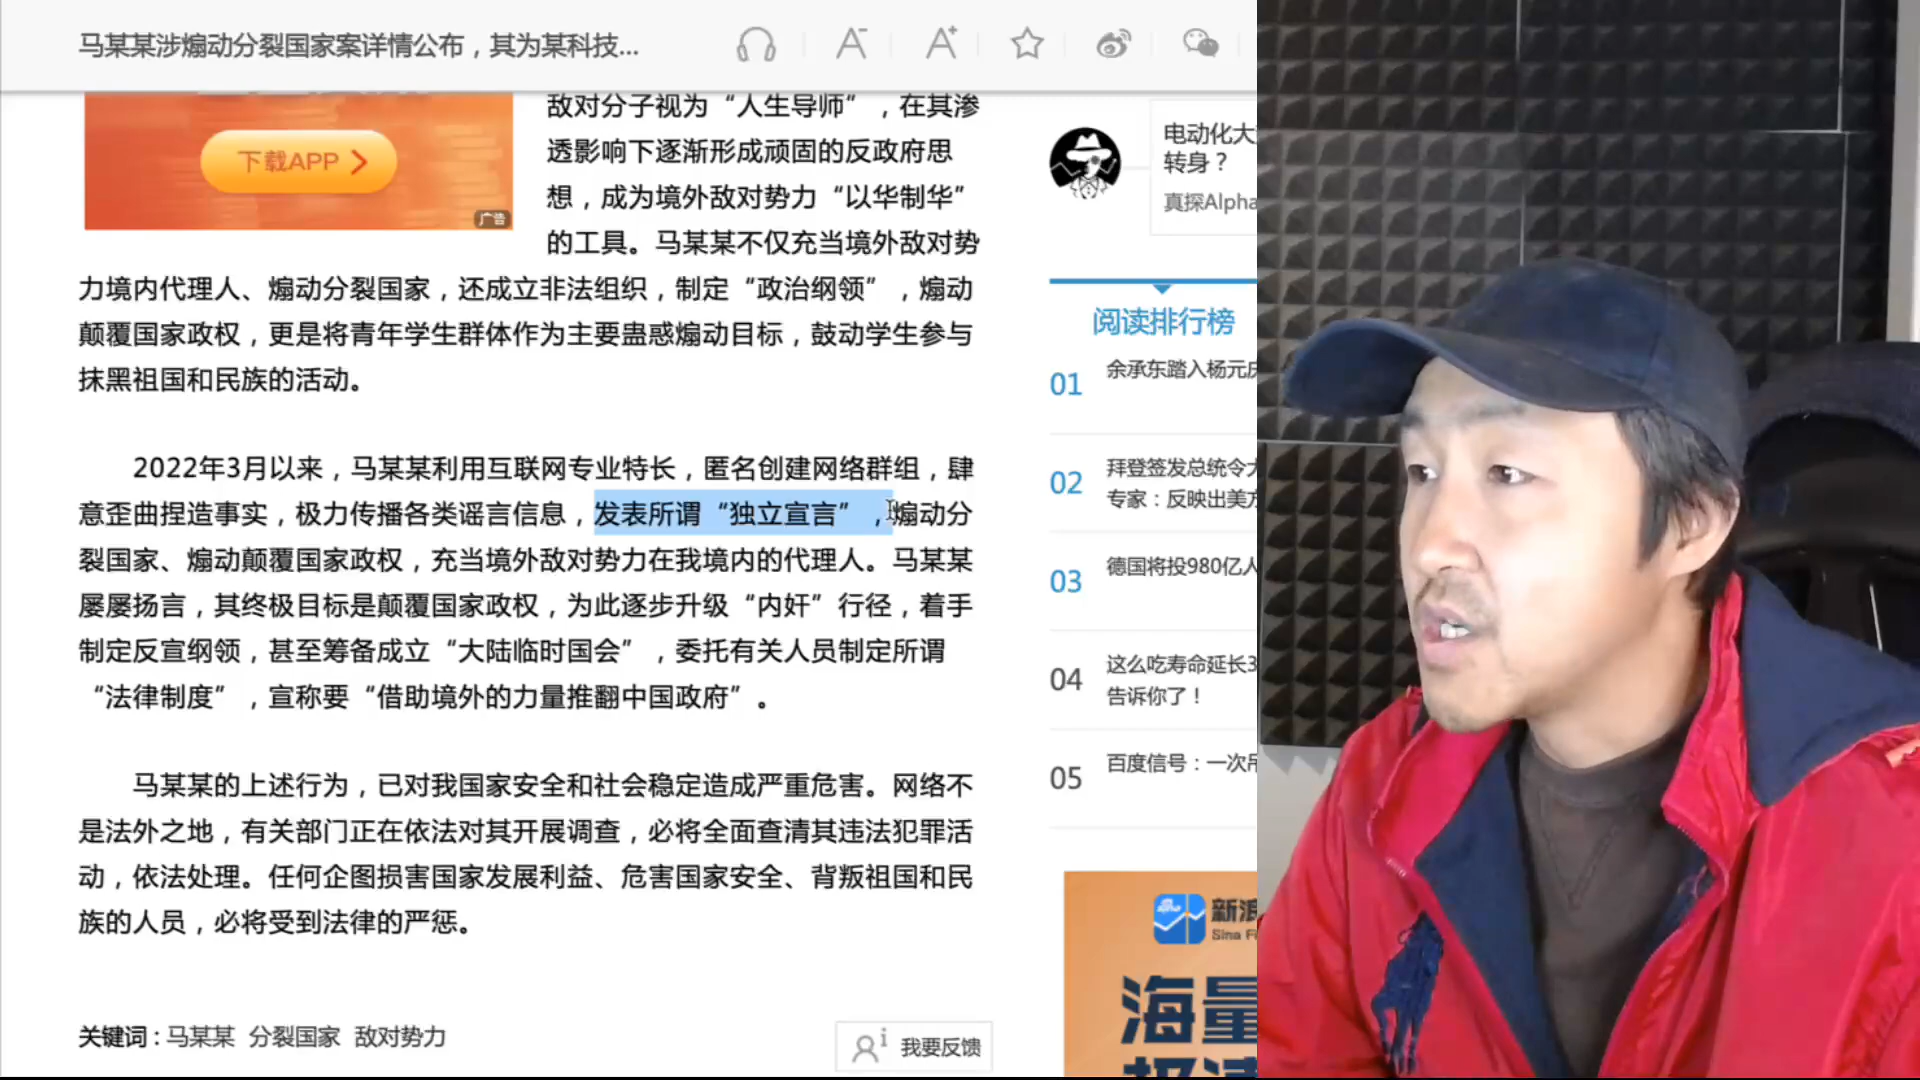 马某某涉煽动分裂国家案详情公布，其为某科技...
下载APP
广告
敌对分子视为“人生导师”，在其渗
透影响下逐渐形成顽固的反政府思
想，成为境外敌对势力“以华制华”
的工具。马某某不仅充当境外敌对势
力境内代理人、煽动分裂国家，还成立非法组织，制定“政治纲领”，煽动
颠覆国家政权，更是将青年学生群体作为主要蛊惑煽动目标，鼓动学生参与
抹黑祖国和民族的活动。
2022年3月以来，马某某利用互联网专业特长，匿名创建网络群组，肆
意歪曲捏造事实，极力传播各类谣言信息，发表所谓“独立宣言”，煽动分
裂国家、煽动颠覆国家政权，充当境外敌对势力在我境内的代理人。马某某
屡屡扬言，其终极目标是颠覆国家政权，为此逐步升级“内奸”行径，着手
制定反宣纲领，甚至筹备成立“大陆临时国会”，委托有关人员制定所谓
“法律制度”，宣称要“借助境外的力量推翻中国政府”。
马某某的上述行为，已对我国家安全和社会稳定造成严重危害。网络不
是法外之地，有关部门正在依法对其开展调查，必将全面查清其违法犯罪活
动，依法处理。任何企图损害国家发展利益、危害国家安全、背叛祖国和民
族的人员，必将受到法律的严惩。
关键词：马某某 分裂国家 敌对势力
我要反馈
电动化大
转身？
真探Alpha
阅读排行榜
01 余承东踏入杨元
02 拜登签发总统令
专家：反映出美
03 德国将投980亿
04 这么吃寿命延长
告诉你了！
05 百度信号：一次
新浪
Sina Fi
海量